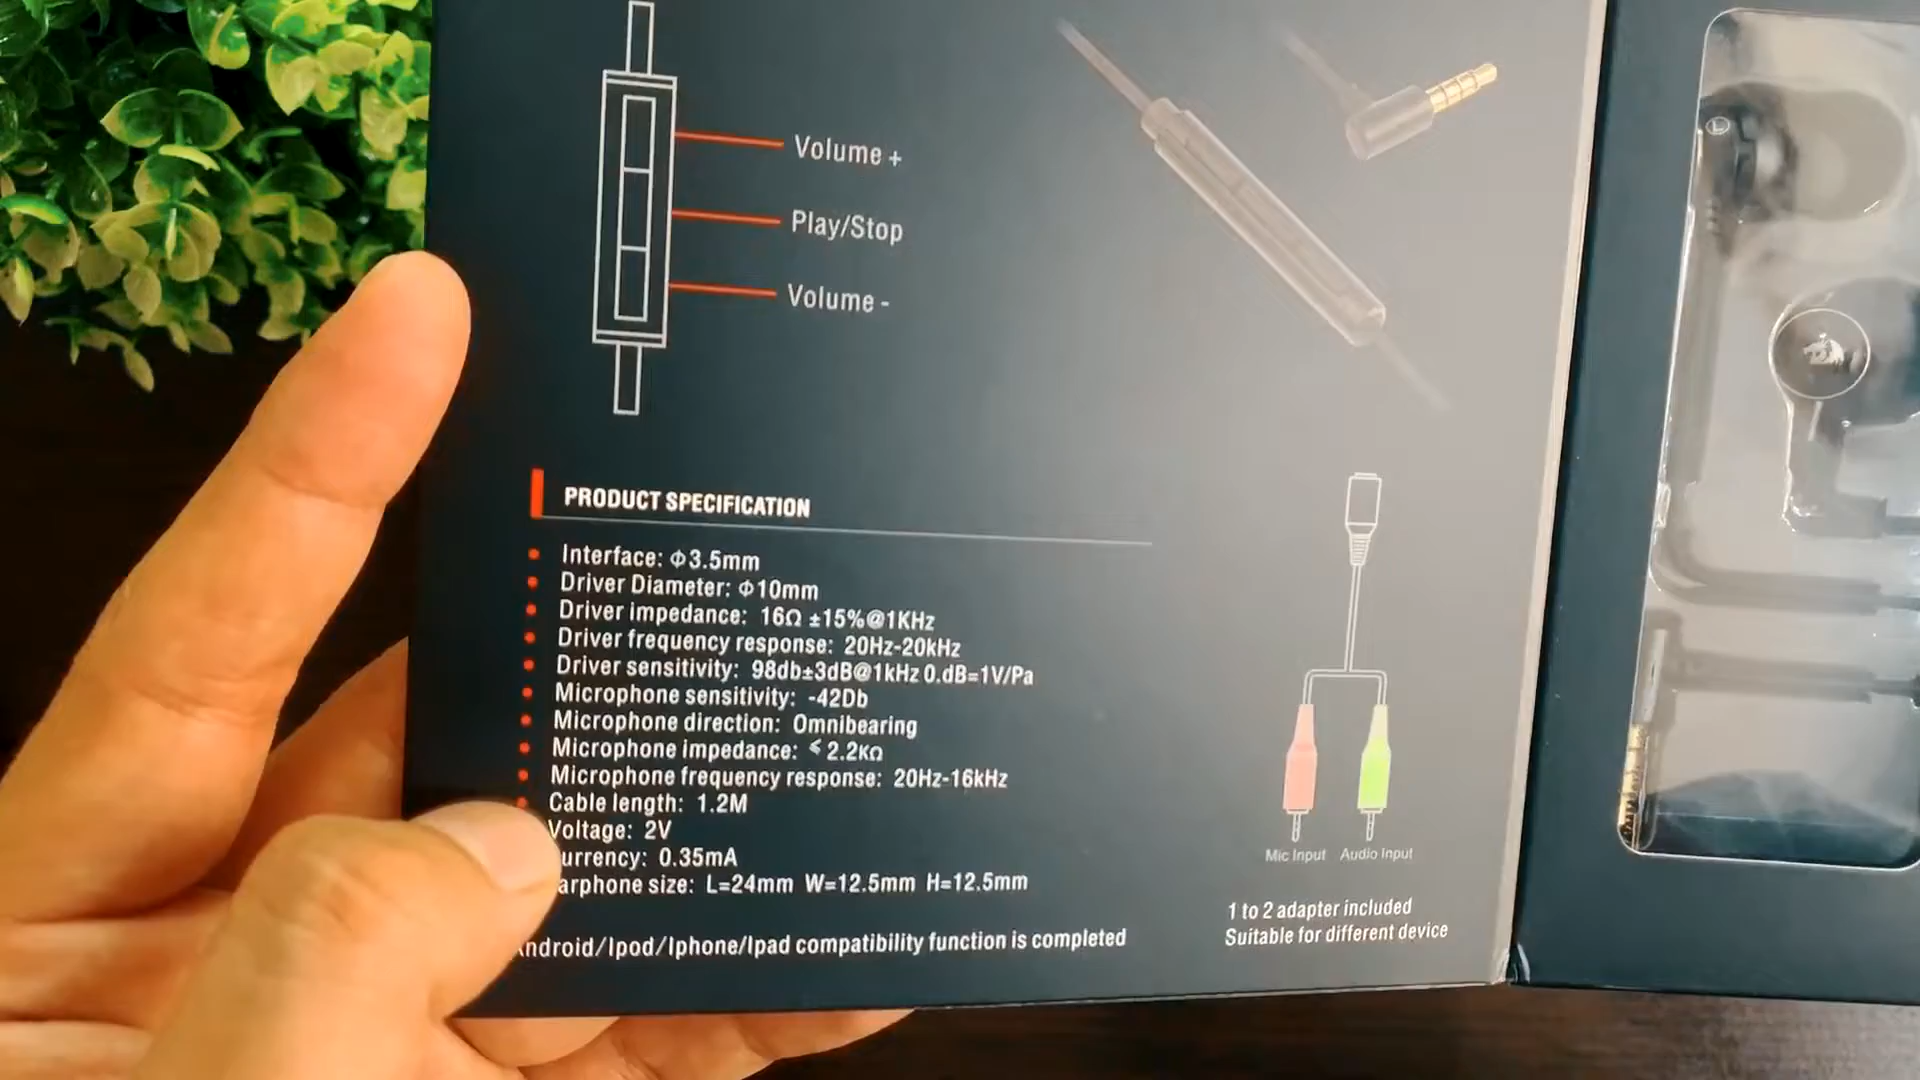 Volume +
Play/Stop
Volume -
PRODUCT SPECIFICATION
Interface: Φ3.5mm
Driver Diameter: Φ10mm
Driver impedance: 16Ω ±15%@1KHz
Driver frequency response: 20Hz-20kHz
Driver sensitivity: 98db±3dB@1kHz 0.dB=1V/Pa
Microphone sensitivity: -42Db
Microphone direction: Omnibearing
Microphone impedance: ≤ 2.2KΩ
Microphone frequency response: 20Hz-16kHz
Cable length: 1.2M
Voltage: 2V
urrency: 0.35mA
arphone size: L=24mm W=12.5mm H=12.5mm
Android/Ipod/Iphone/Ipad compatibility function is completed
Mic Input Audio Input
1 to 2 adapter included
Suitable for different device
L